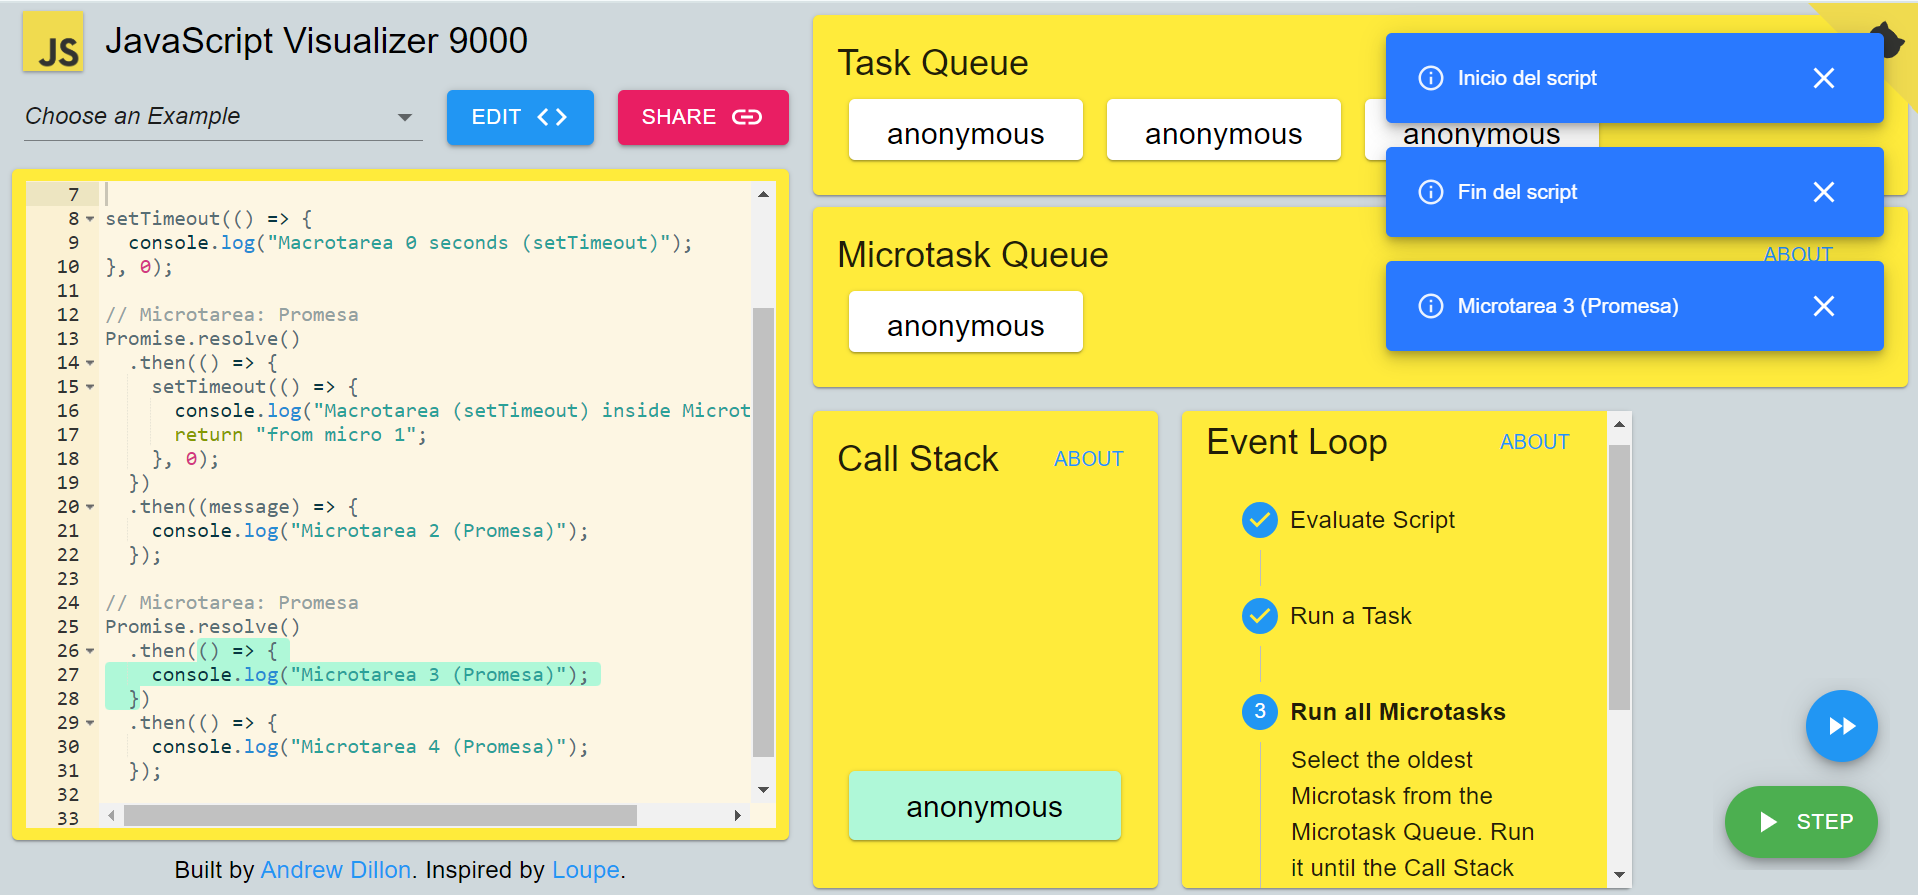 JS
JavaScript Visualizer 9000
Choose an Example
EDIT
SHARE
7
8 setTimeout(() => {
9 console.log("Macrotarea 0 seconds (setTimeout)");
10 }, 0);
11
12 // Microtarea: Promesa
13 Promise.resolve()
14 .then(() => {
15 setTimeout(() => {
16 console.log("Macrotarea (setTimeout) inside Microt
17 return "from micro 1";
18 }, 0);
19 })
20 .then((message) => {
21 console.log("Microtarea 2 (Promesa)");
22 });
23
24 // Microtarea: Promesa
25 Promise.resolve()
26 .then(() => {
27 console.log("Microtarea 3 (Promesa)");
28 })
29 .then(() => {
30 console.log("Microtarea 4 (Promesa)");
31 });
32
33
Built by Andrew Dillon. Inspired by Loupe.
Task Queue
anonymous anonymous anonymous
Microtask Queue
ABOUT
anonymous
Inicio del script
Fin del script
Microtarea 3 (Promesa)
Call Stack ABOUT
anonymous
Event Loop ABOUT
Evaluate Script
Run a Task
3 Run all Microtasks
Select the oldest
Microtask from the
Microtask Queue. Run
it until the Call Stack
STEP